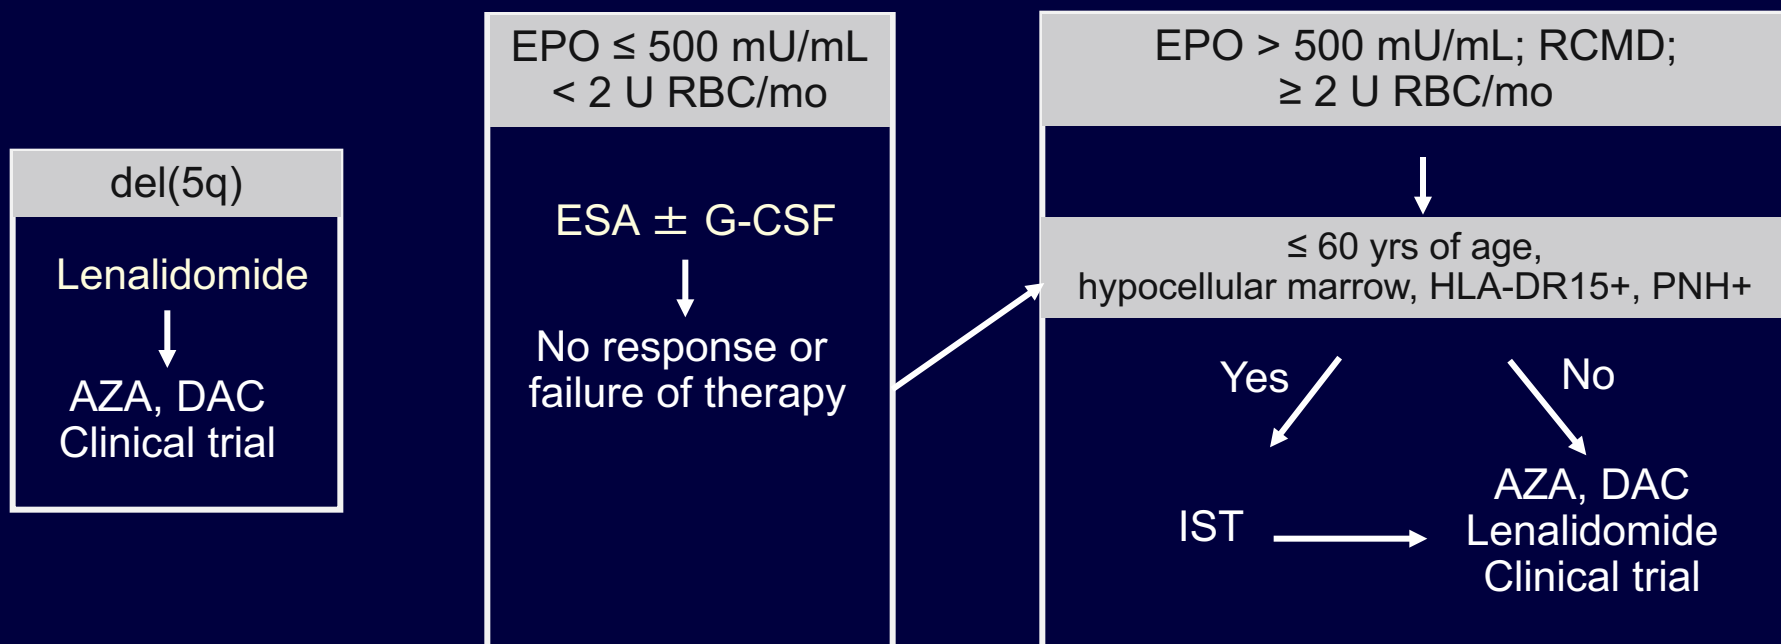 del(5q)
Lenalidomide
AZA, DAC
Clinical trial
EPO ≤ 500 mU/mL
< 2 U RBC/mo
ESA ± G-CSF
No response or
failure of therapy
EPO > 500 mU/mL; RCMD;
≥ 2 U RBC/mo
≤ 60 yrs of age,
hypocellular marrow, HLA-DR15+, PNH+
Yes
No
IST
AZA, DAC
Lenalidomide
Clinical trial